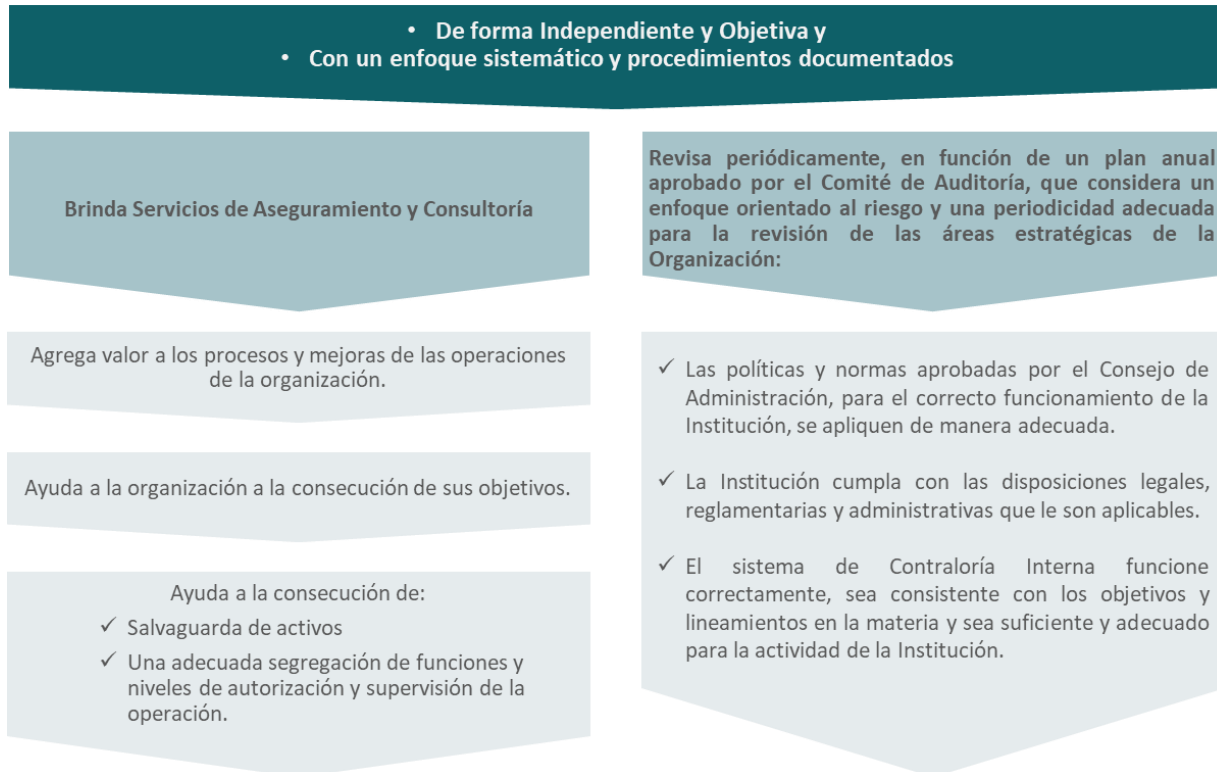 • De forma Independiente y Objetiva y
• Con un enfoque sistemático y procedimientos documentados
Brinda Servicios de Aseguramiento y Consultoría
Agrega valor a los procesos y mejoras de las operaciones
de la organización.
Ayuda a la organización a la consecución de sus objetivos.
Ayuda a la consecución de:
✓ Salvaguarda de activos
✓ Una adecuada segregación de funciones y
niveles de autorización y supervisión de la
operación.
Revisa periódicamente, en función de un plan anual
aprobado por el Comité de Auditoría, que considera un
enfoque orientado al riesgo y una periodicidad adecuada
para la revisión de las áreas estratégicas de la
Organización:
✓ Las políticas y normas aprobadas por el Consejo de
Administración, para el correcto funcionamiento de la
Institución, se apliquen de manera adecuada.
✓ La Institución cumpla con las disposiciones legales,
reglamentarias y administrativas que le son aplicables.
✓ El sistema de Contraloría Interna funcione
correctamente, sea consistente con los objetivos y
lineamientos en la materia y sea suficiente y adecuado
para la actividad de la Institución.